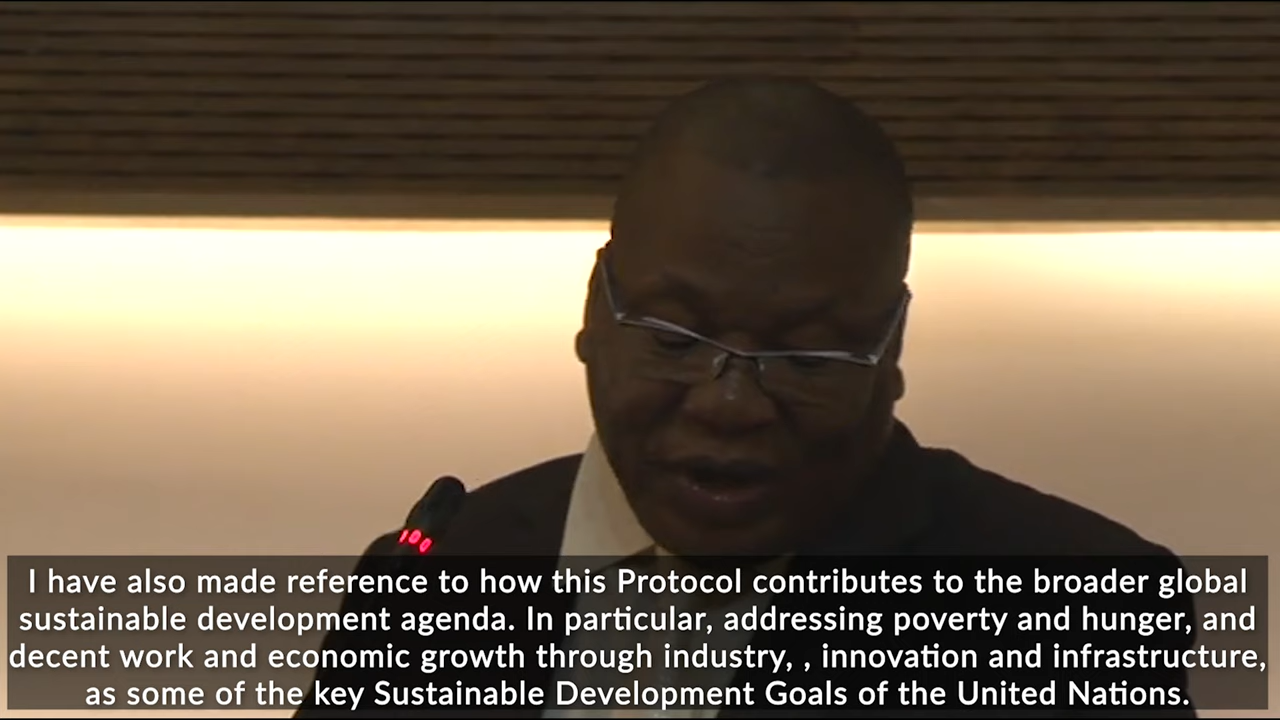 I have also made reference to how this Protocol contributes to the broader global
sustainable development agenda. In particular, addressing poverty and hunger, and
decent work and economic growth through industry, , innovation and infrastructure,
as some of the key Sustainable Development Goals of the United Nations.